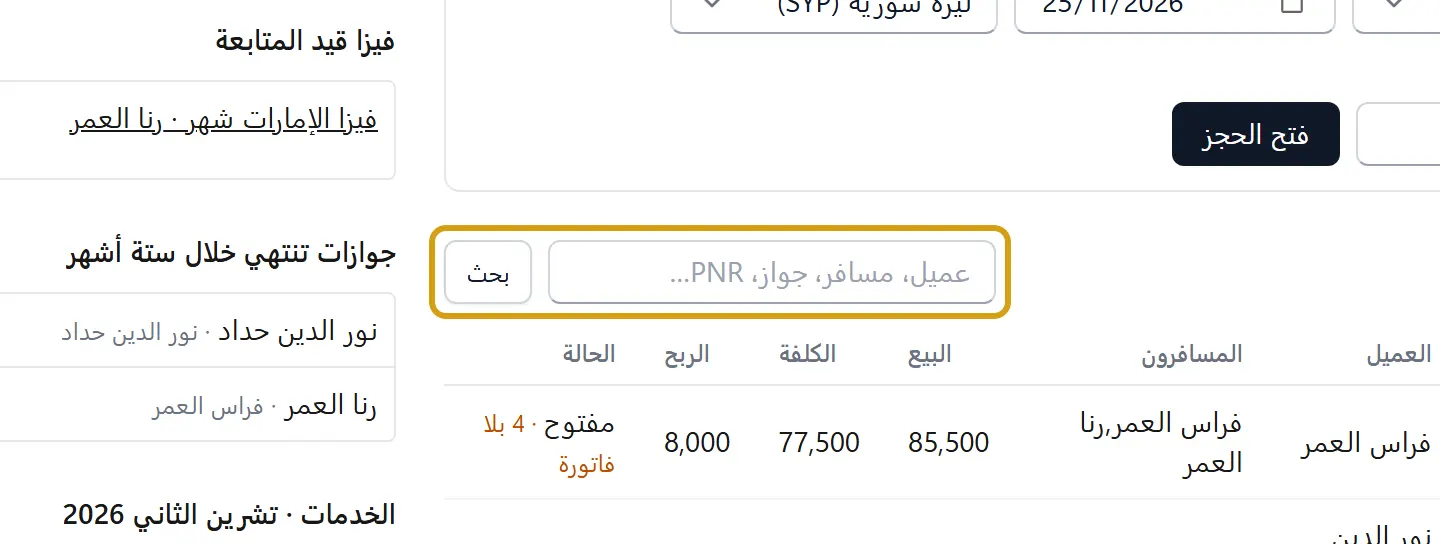 ليرة سورية (SYP)
23/11/2026
فتح الحجز
عميل، مسافر، جواز، PNR...
بحث
العميل
المسافرون
البيع
الكلفة
الربح
الحالة
فراس العمر
فراس العمر,رنا
العمر
85,500
77,500
8,000
مفتوح · 4 بلا
فاتورة
نور الدين
فيزا قيد المتابعة
فيزا الإمارات شهر · رنا العمر
جوازات تنتهي خلال ستة أشهر
نور الدين حداد · نور الدين حداد
رنا العمر · فراس العمر
الخدمات · تشرين الثاني 2026